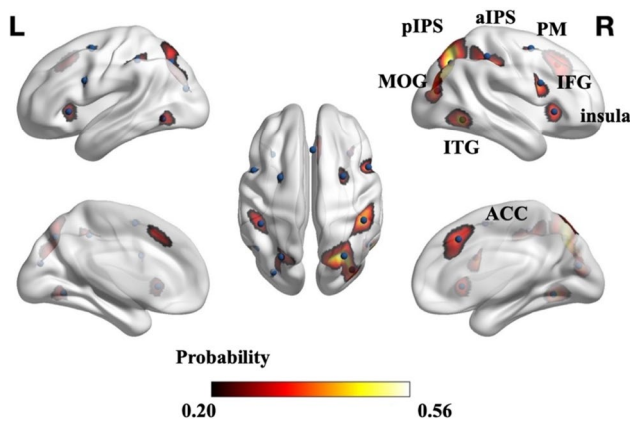 L
pIPS aIPS PM R
MOG IFG
insula
ITG
ACC
Probability
0.20 0.56